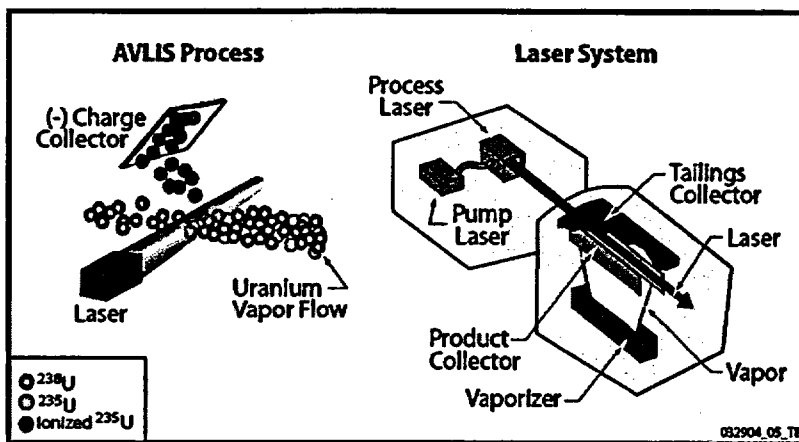 AVLIS Process
(-) Charge
Collector
Laser
Uranium
Vapor Flow
²³⁸U
²³⁵U
Ionized ²³⁵U
Laser System
Process
Laser
Pump
Laser
Tailings
Collector
Laser
Product
Collector
Vaporizer
Vapor